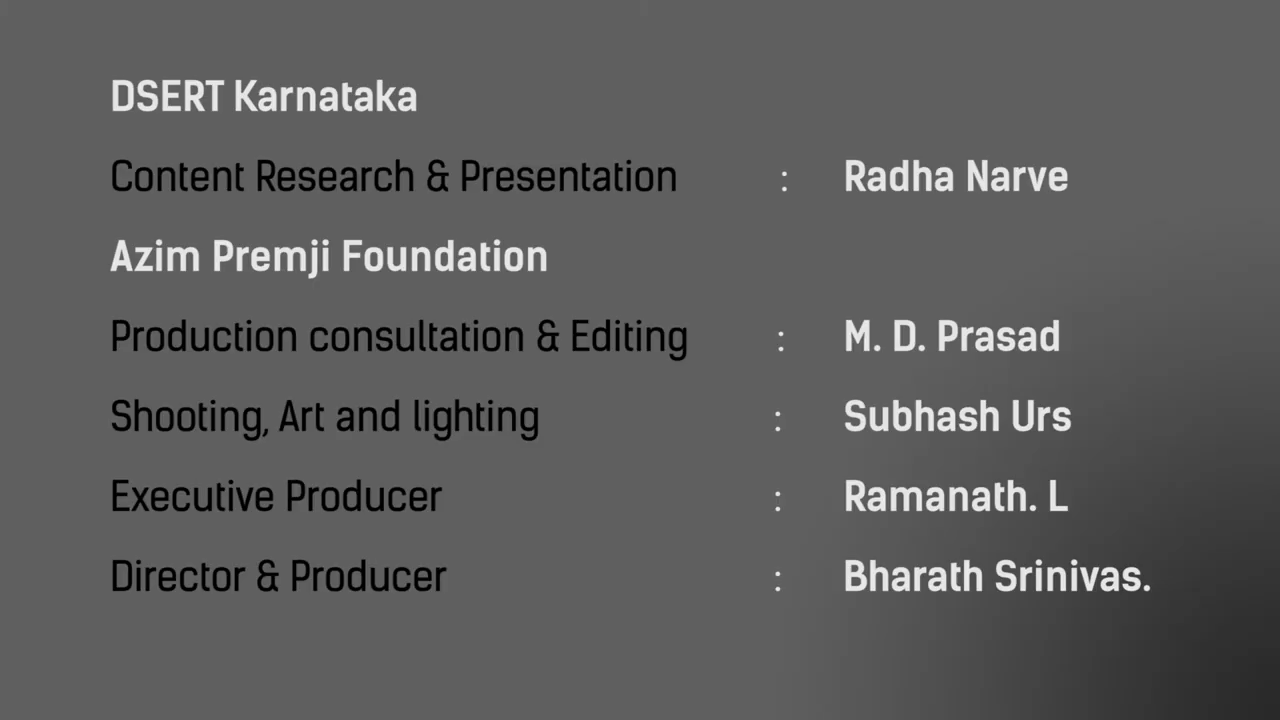 DSERT Karnataka
Content Research & Presentation : Radha Narve
Azim Premji Foundation
Production consultation & Editing : M. D. Prasad
Shooting, Art and lighting : Subhash Urs
Executive Producer : Ramanath. L
Director & Producer : Bharath Srinivas.